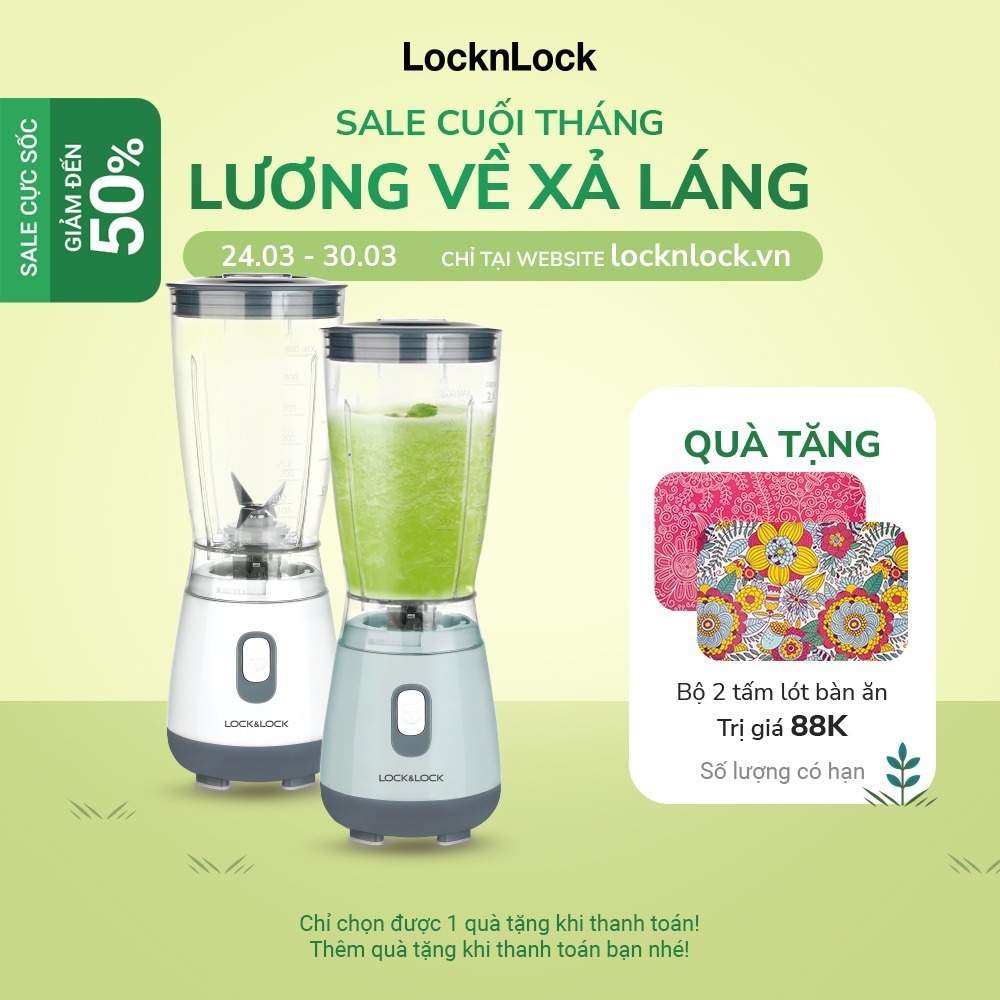 LocknLock
SALE CUỐI THÁNG
LƯƠNG VỀ XẢ LÁNG
24.03 - 30.03 CHỈ TẠI WEBSITE locknlock.vn
SALE CỰC SỐC
GIẢM ĐẾN
50%
QUÀ TẶNG
Bộ 2 tấm lót bàn ăn
Trị giá 88K
Số lượng có hạn
LOCK&LOCK
LOCK&LOCK
Chỉ chọn được 1 quà tặng khi thanh toán!
Thêm quà tặng khi thanh toán bạn nhé!